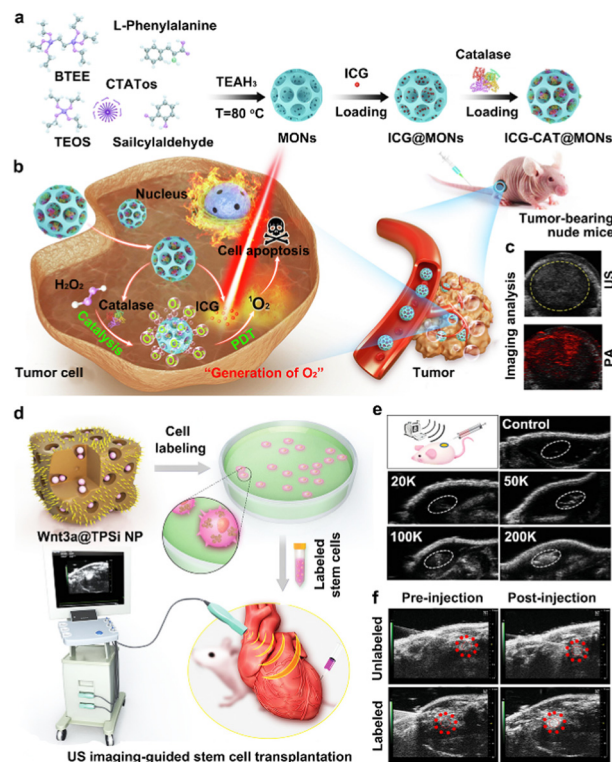 a
L-Phenylalanine
BTEE
CTATos
TEOS
Sailcylaldehyde
TEAH₃
T=80 °C
MONs
ICG
Loading
ICG@MONs
Catalase
Loading
ICG-CAT@MONs
b
Nucleus
Cell apoptosis
H₂O₂
Catalase
ICG
¹O₂
Catalysis
PDT
Tumor cell
"Generation of O₂"
Tumor
Tumor-bearing
nude mice
c
Imaging analysis
US
PA
d
Cell
labeling
Wnt3a@TPSi NP
Labeled
stem cells
US imaging-guided stem cell transplantation
e
Control
20K
50K
100K
200K
f
Pre-injection
Post-injection
Unlabeled
Labeled